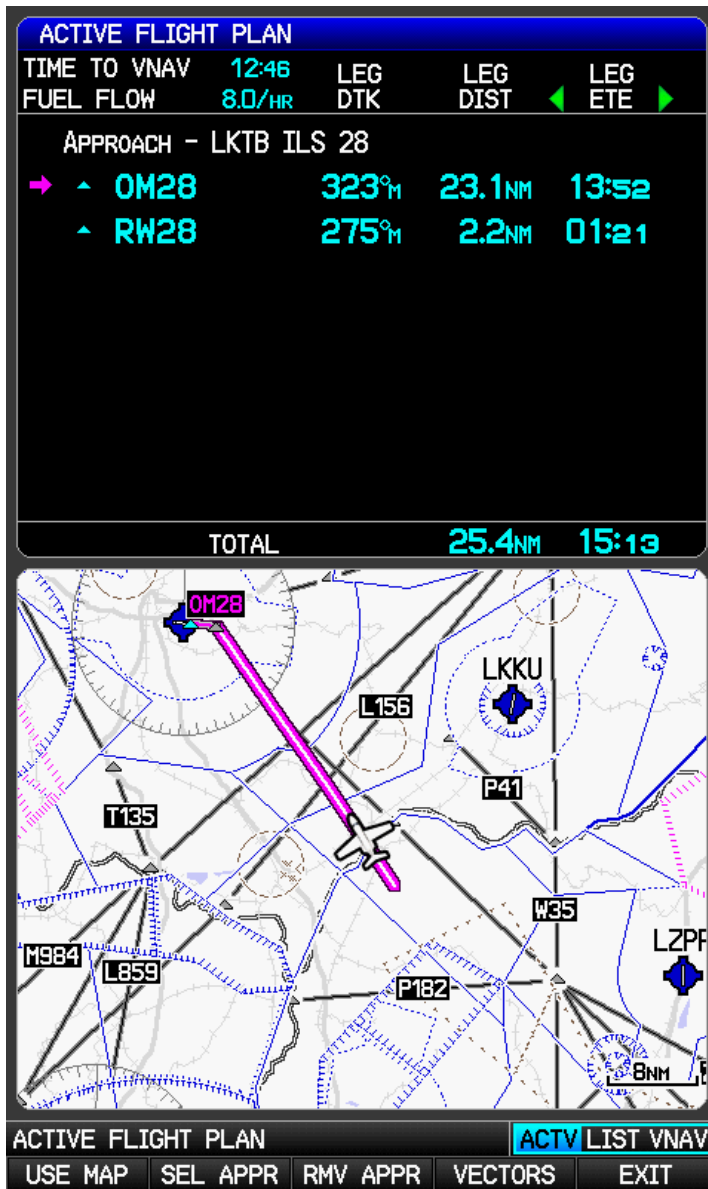 ACTIVE FLIGHT PLAN
TIME TO VNAV 12:46 LEG LEG LEG
FUEL FLOW 8.0/HR DTK DIST ETE
APPROACH - LKTB ILS 28
OM28 323°M 23.1NM 13:52
RW28 275°M 2.2NM 01:21
TOTAL 25.4NM 15:13
OM28
LKKU
L156
P41
T135
W35
M984
L859
LZPP
P182
8NM
ACTIVE FLIGHT PLAN ACTV LIST VNAV
USE MAP SEL APPR RMV APPR VECTORS EXIT